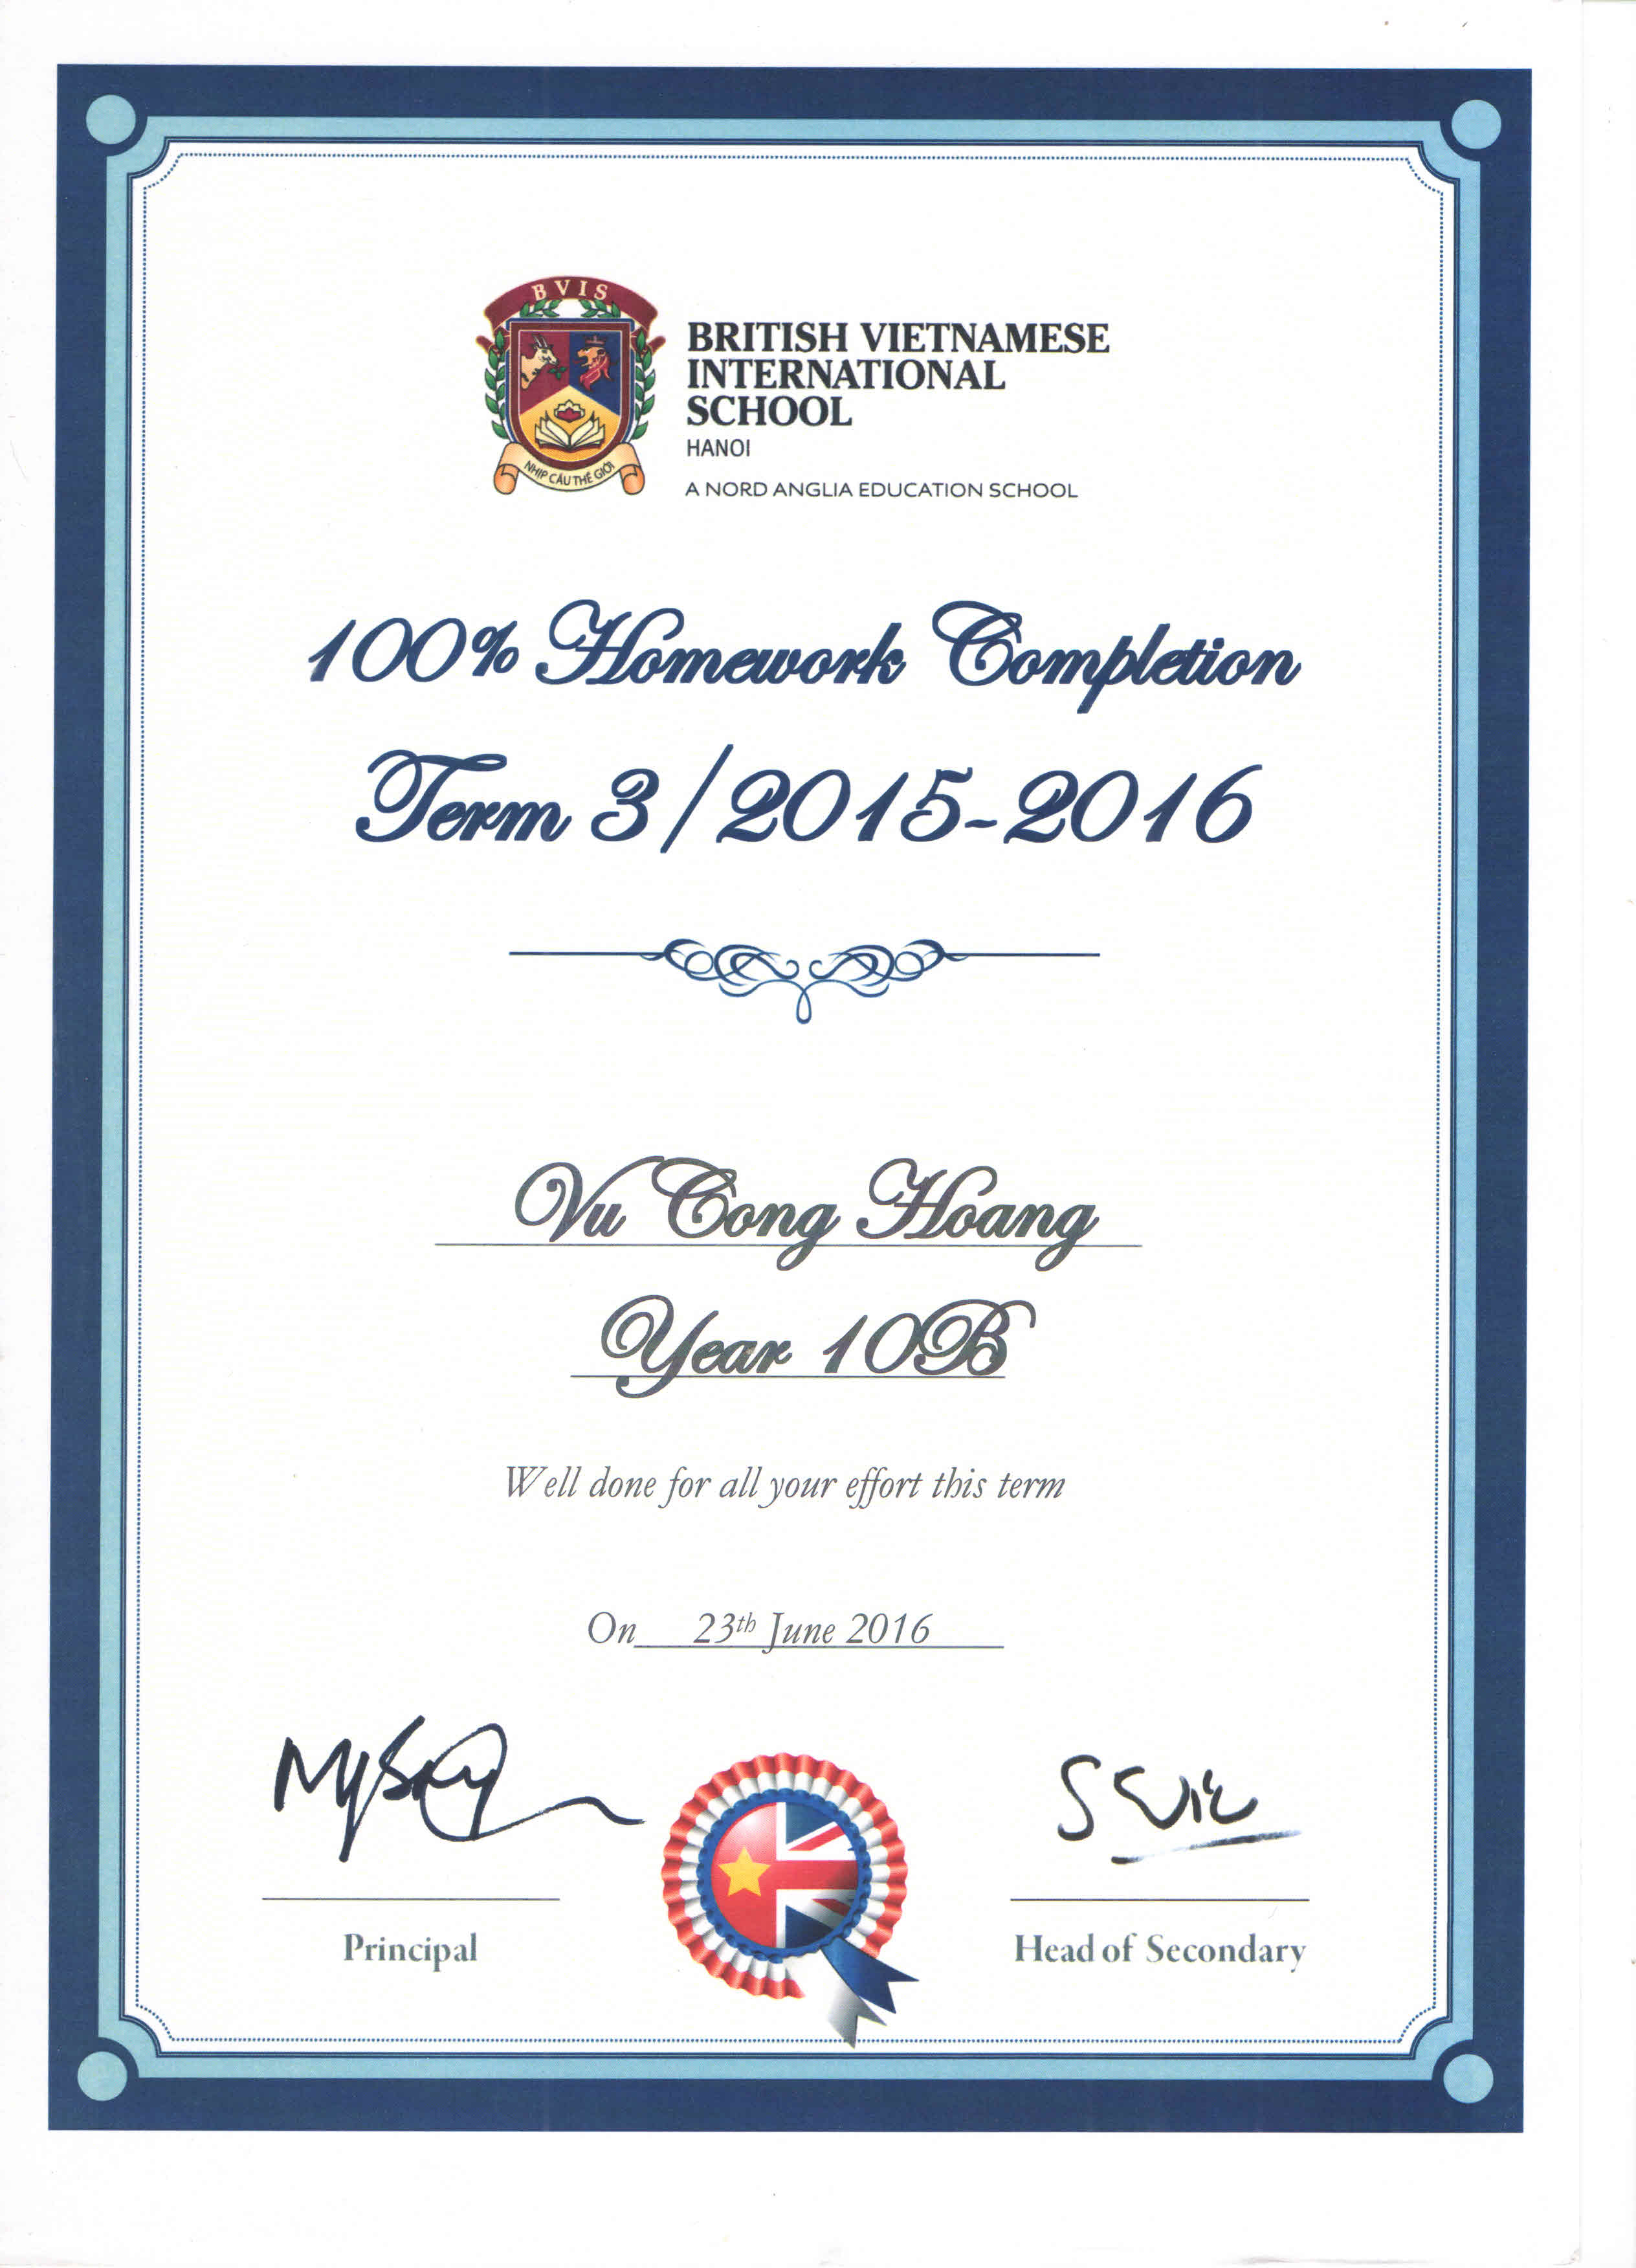 BVIS
NHỊP CẦU THẾ GIỚI
BRITISH VIETNAMESE
INTERNATIONAL
SCHOOL
HANOI
A NORD ANGLIA EDUCATION SCHOOL
100% Homework Completion
Term 3/2015-2016
Vu Cong Hoang
Year 10B
Well done for all your effort this term
On 23th June 2016
Principal
Head of Secondary